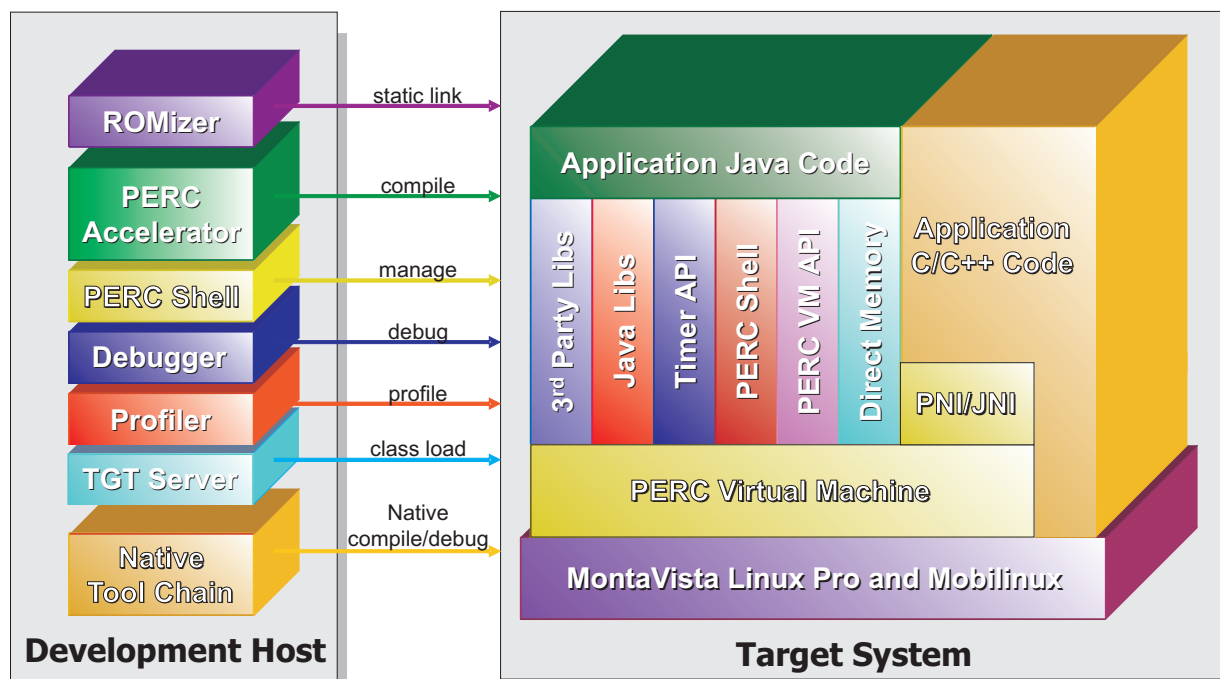 ROMizer
PERC
Accelerator
PERC Shell
Debugger
Profiler
TGT Server
Native
Tool Chain
Development Host
static link
compile
manage
debug
profile
class load
Native
compile/debug
Application Java Code
3rd Party Libs
Java Libs
Timer API
PERC Shell
PERC VM API
Direct Memory
Application
C/C++ Code
PNI/JNI
PERC Virtual Machine
MontaVista Linux Pro and Mobilinux
Target System